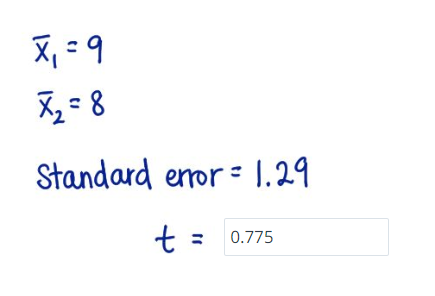 x̄₁ = 9
x̄₂ = 8
Standard error = 1.29
t = 0.775